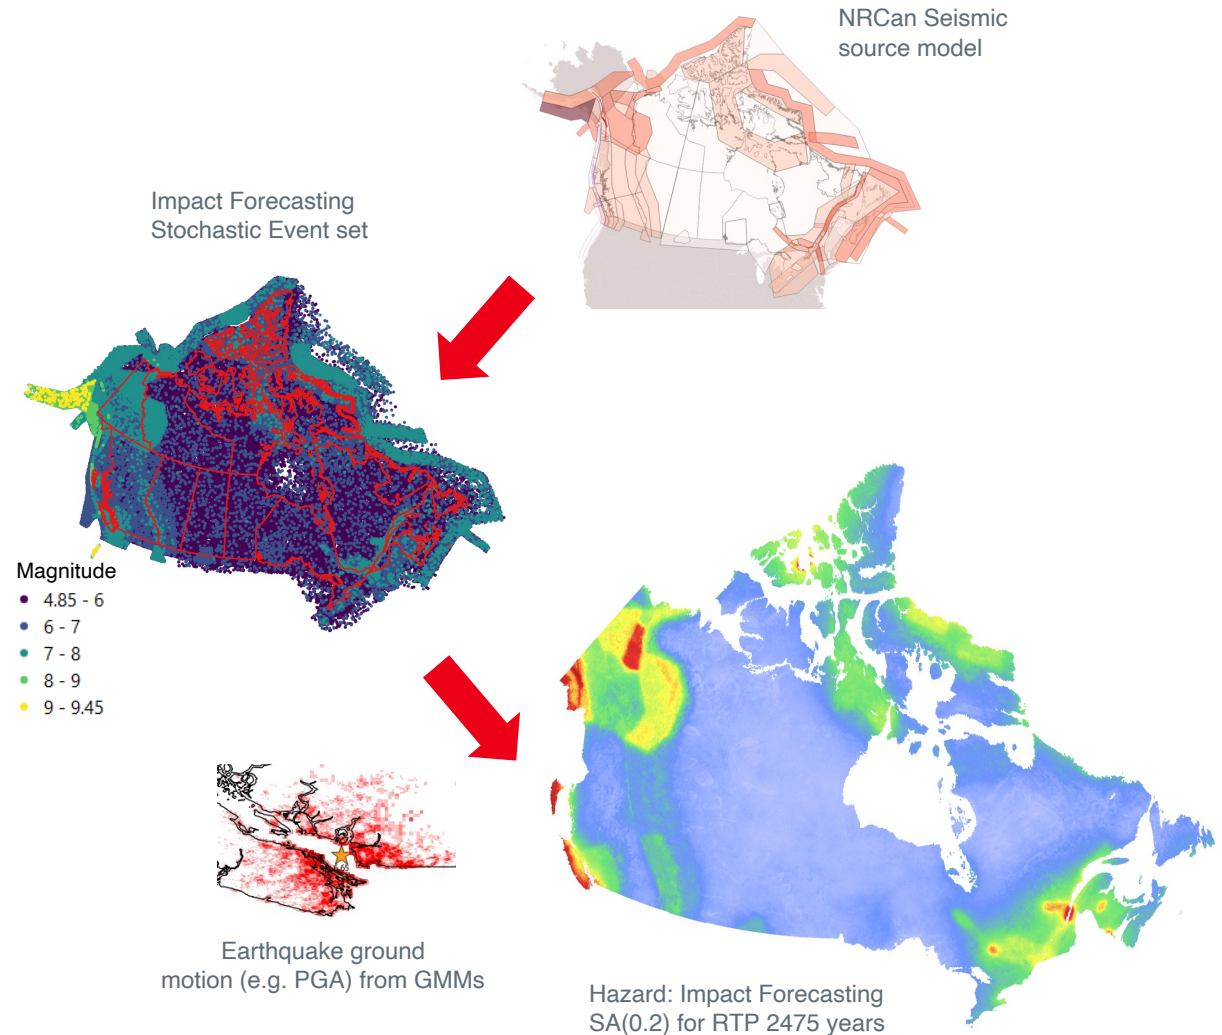 NRCan Seismic
source model
Impact Forecasting
Stochastic Event set
Magnitude
4.85 - 6
6 - 7
7 - 8
8 - 9
9 - 9.45
Earthquake ground
motion (e.g. PGA) from GMMs
Hazard: Impact Forecasting
SA(0.2) for RTP 2475 years